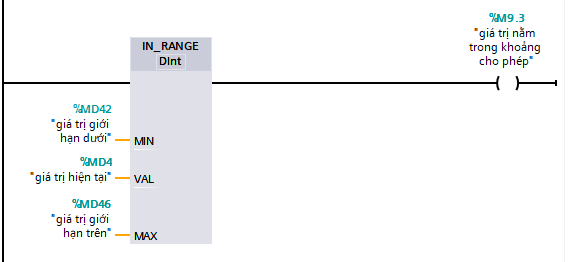 %M9.3
"giá trị nằm
trong khoảng
cho phép"
IN_RANGE
DInt
%MD42
"giá trị giới
hạn dưới"
MIN
%MD4
"giá trị hiện tại"
VAL
%MD46
"giá trị giới
hạn trên"
MAX